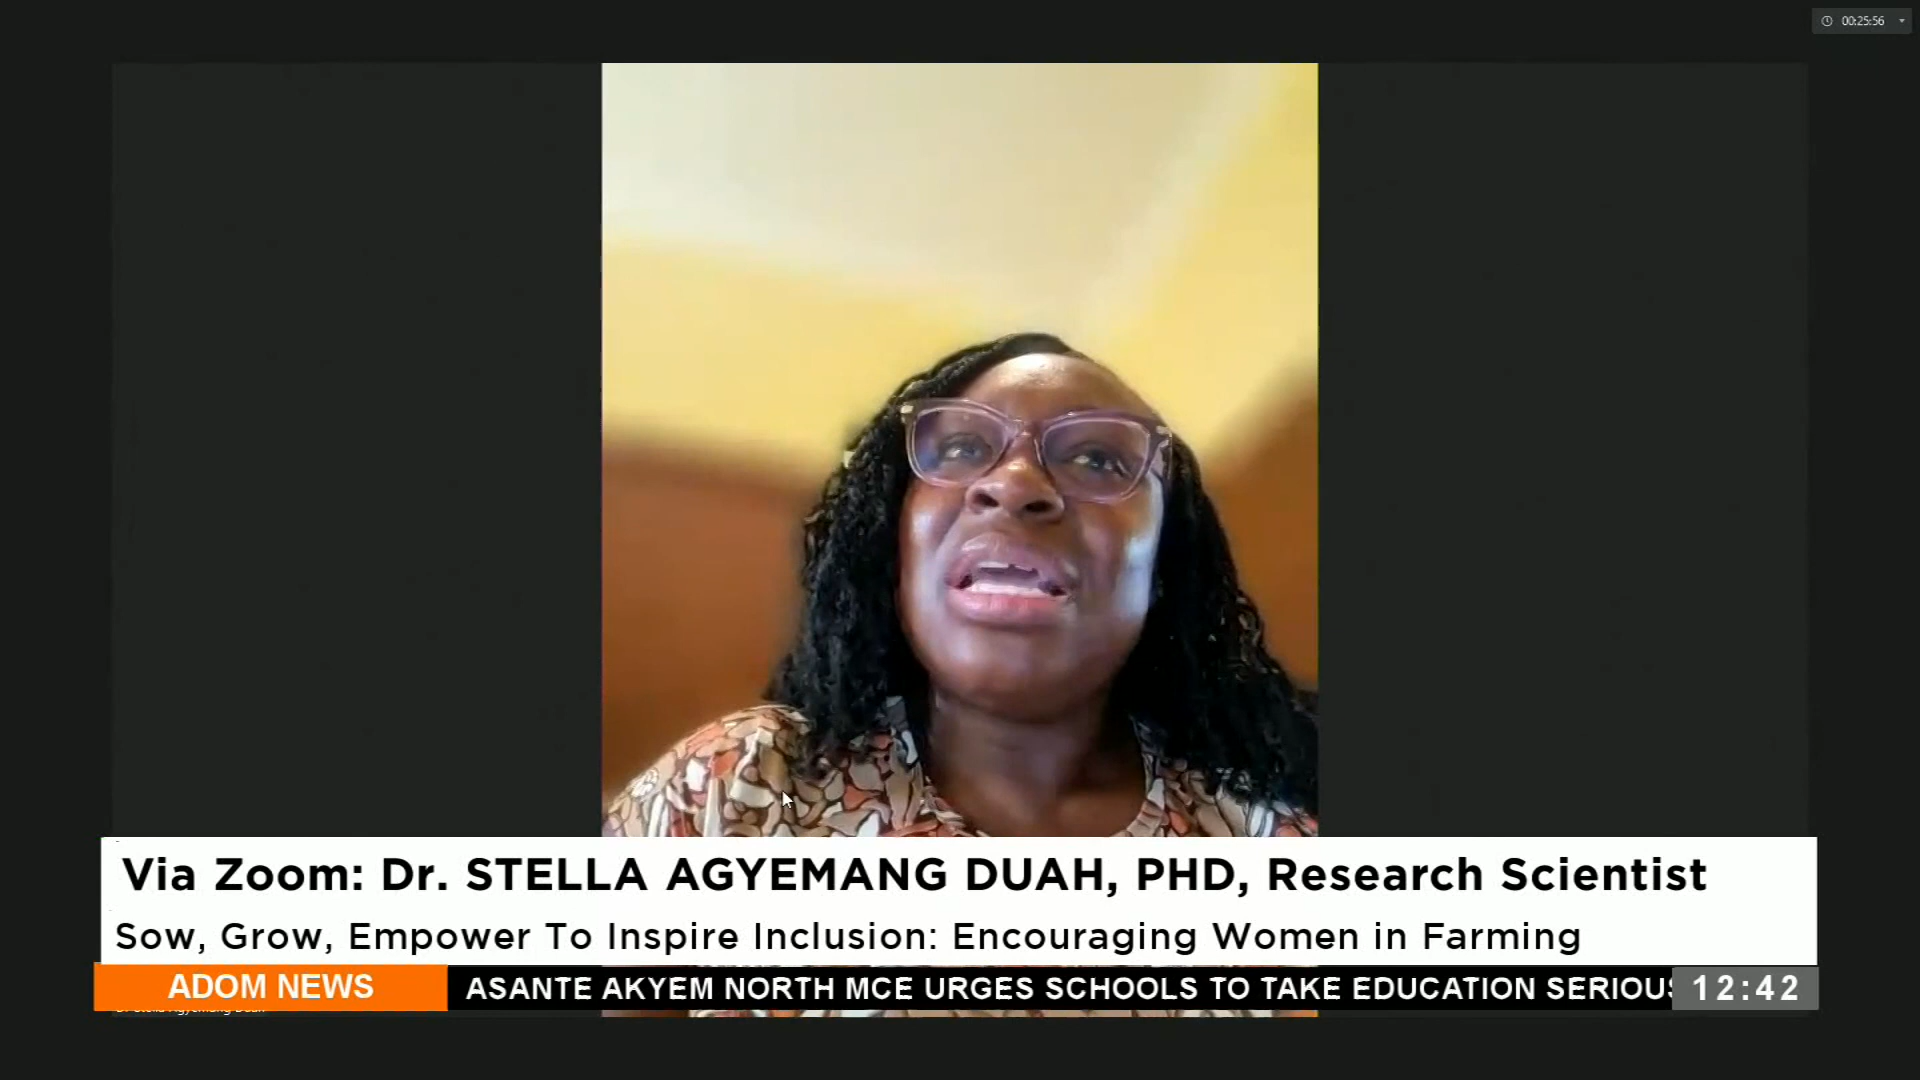 00:25:56
Via Zoom: Dr. STELLA AGYEMANG DUAH, PHD, Research Scientist
Sow, Grow, Empower To Inspire Inclusion: Encouraging Women in Farming
ADOM NEWS
ASANTE AKYEM NORTH MCE URGES SCHOOLS TO TAKE EDUCATION SERIOUS
12:42